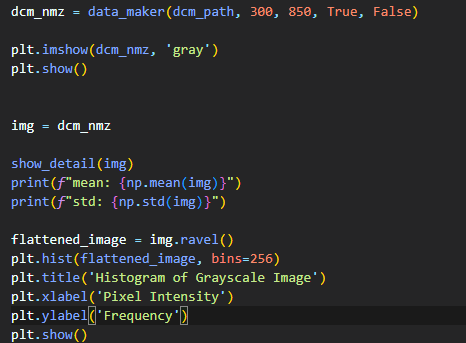 dcm_nmz = data_maker(dcm_path, 300, 850, True, False)
plt.imshow(dcm_nmz, 'gray')
plt.show()
img = dcm_nmz
show_detail(img)
print(f"mean: {np.mean(img)}")
print(f"std: {np.std(img)}")
flattened_image = img.ravel()
plt.hist(flattened_image, bins=256)
plt.title('Histogram of Grayscale Image')
plt.xlabel('Pixel Intensity')
plt.ylabel('Frequency')
plt.show()